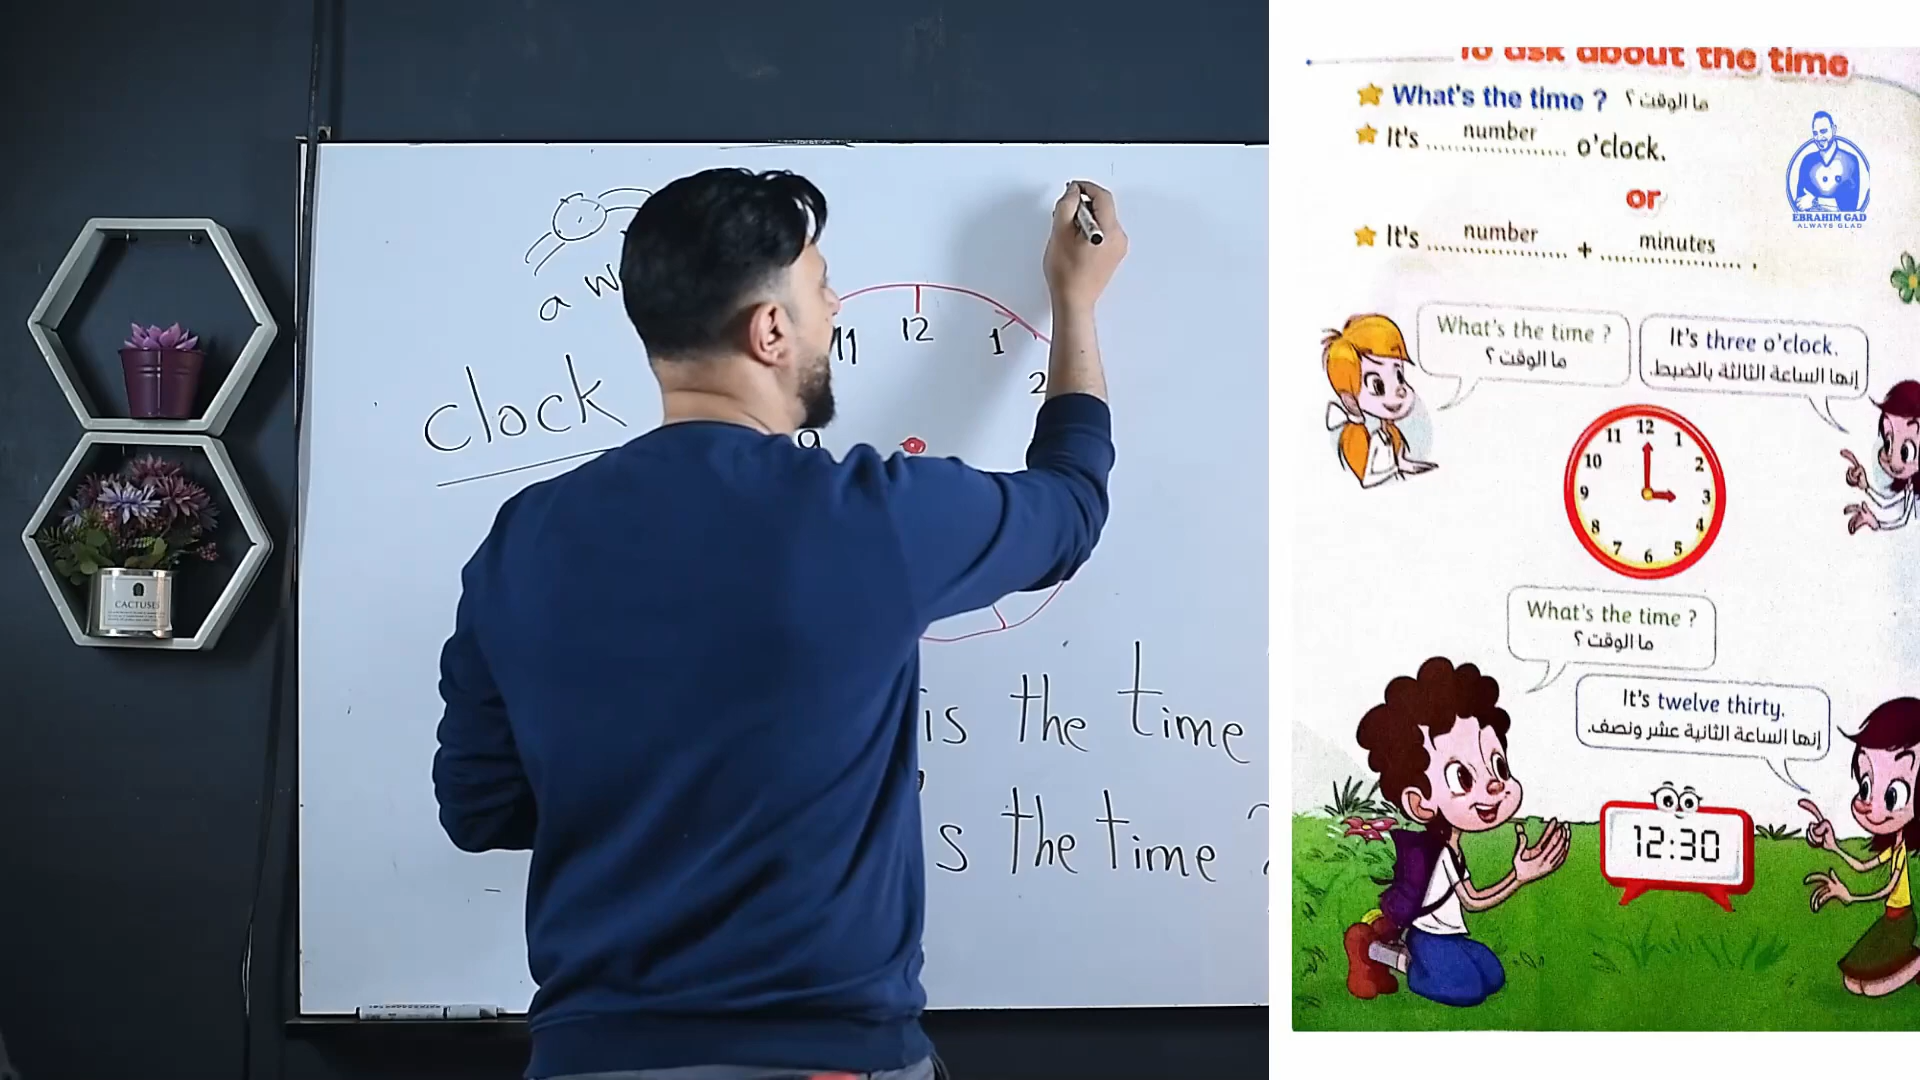 a
clock
11
12
1
2
9
is the time
s the time ?
CACTUSES
To ask about the time
What's the time ? ما الوقت ؟
It's number o'clock.
or
It's number + minutes .
EBRAHIM GAD
ALWAYS GLAD
What's the time ?
ما الوقت ؟
It's three o'clock.
إنها الساعة الثالثة بالضبط.
12
1
2
3
4
5
6
7
8
9
10
11
What's the time ?
ما الوقت ؟
It's twelve thirty.
إنها الساعة الثانية عشر ونصف.
12:30